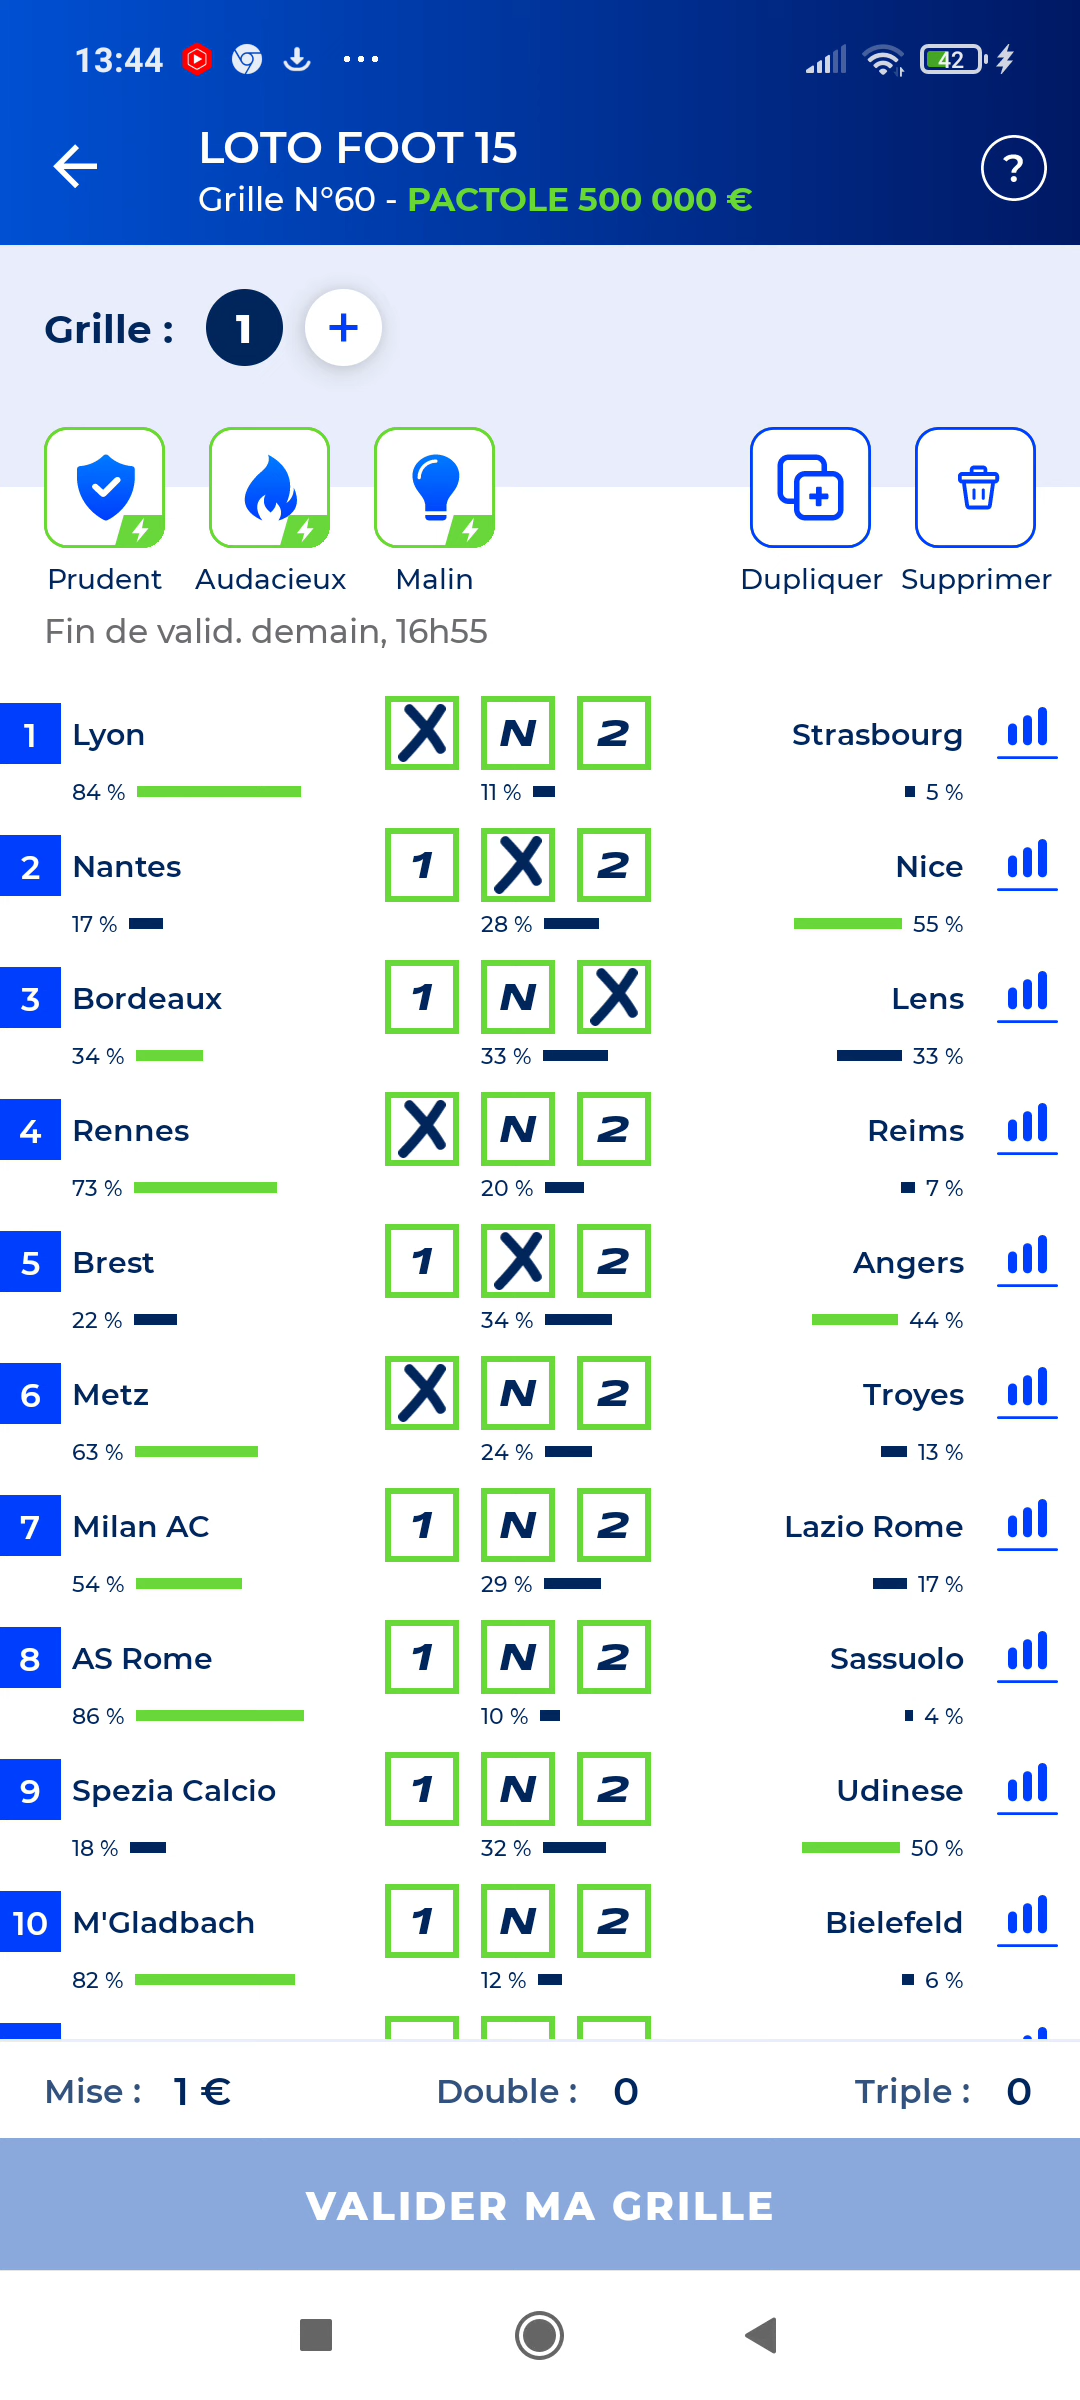 13:44
42
LOTO FOOT 15
?
Grille N°60 - PACTOLE 500 000 €
Grille : 1 +
Prudent Audacieux Malin Dupliquer Supprimer
Fin de valid. demain, 16h55
1 Lyon X N 2 Strasbourg
84 % 11 % 5 %
2 Nantes 1 X 2 Nice
17 % 28 % 55 %
3 Bordeaux 1 N X Lens
34 % 33 % 33 %
4 Rennes X N 2 Reims
73 % 20 % 7 %
5 Brest 1 X 2 Angers
22 % 34 % 44 %
6 Metz X N 2 Troyes
63 % 24 % 13 %
7 Milan AC 1 N 2 Lazio Rome
54 % 29 % 17 %
8 AS Rome 1 N 2 Sassuolo
86 % 10 % 4 %
9 Spezia Calcio 1 N 2 Udinese
18 % 32 % 50 %
10 M'Gladbach 1 N 2 Bielefeld
82 % 12 % 6 %
Mise : 1 € Double : 0 Triple : 0
VALIDER MA GRILLE